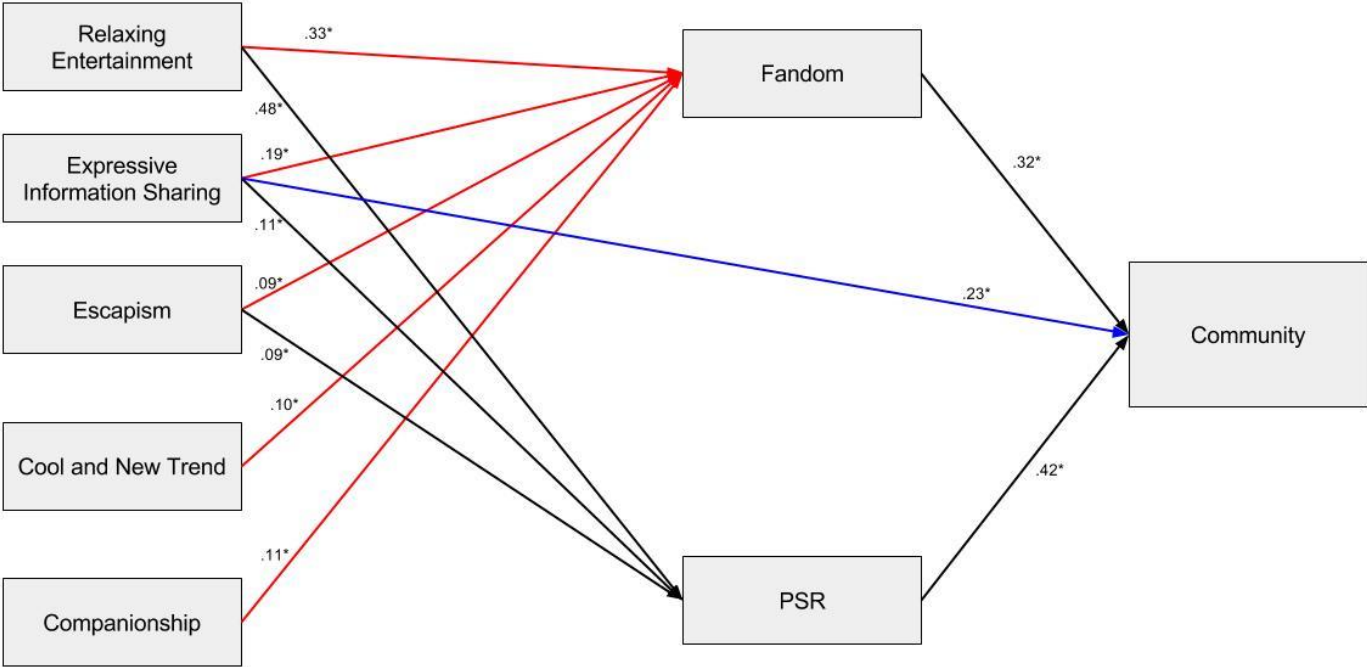 Relaxing
Entertainment
.33*
Fandom
.48*
Expressive
Information Sharing
.19*
.32*
.11*
Escapism
.09*
.23*
Community
.09*
Cool and New Trend
.10*
.42*
Companionship
.11*
PSR